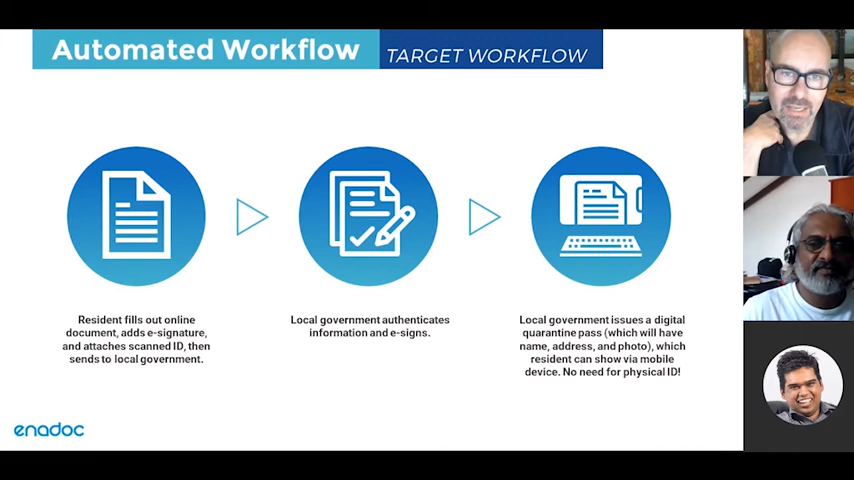 Automated Workflow
TARGET WORKFLOW
Resident fills out online
document, adds e-signature,
and attaches scanned ID, then
sends to local government.
Local government authenticates
information and e-signs.
Local government issues a digital
quarantine pass (which will have
name, address, and photo), which
resident can show via mobile
device. No need for physical ID!
enadoc